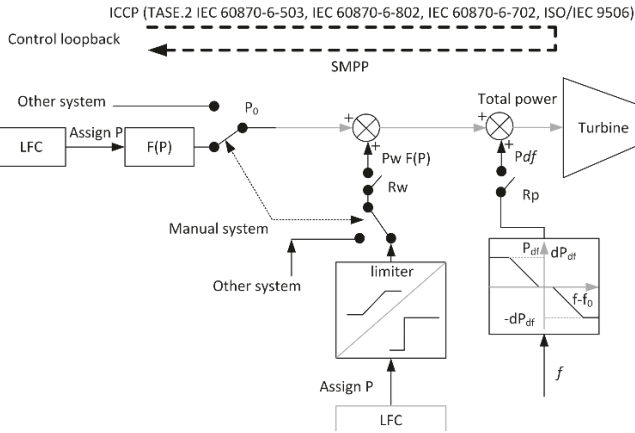 ICCP (TASE.2 IEC 60870-6-503, IEC 60870-6-802, IEC 60870-6-702, ISO/IEC 9506)
Control loopback
SMPP
Other system
P₀
Total power
LFC
Assign P
F(P)
+
+
+
+
Turbine
Pw F(P)
Rw
Pdf
Rp
Manual system
Other system
limiter
Pdf
dPdf
f-f₀
-dPdf
Assign P
f
LFC